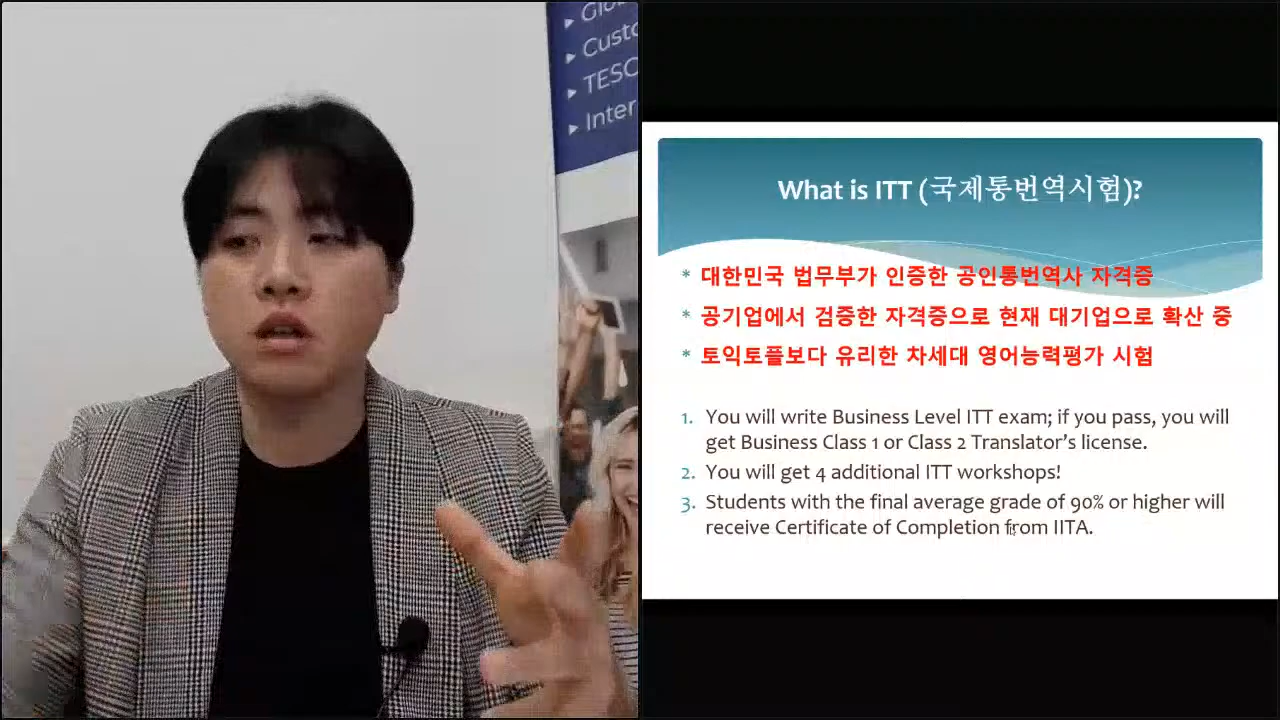 Custo
TESO
Inter
What is ITT (국제통번역시험)?
* 대한민국 법무부가 인증한 공인통번역사 자격증
* 공기업에서 검증한 자격증으로 현재 대기업으로 확산 중
* 토익토플보다 유리한 차세대 영어능력평가 시험
1. You will write Business Level ITT exam; if you pass, you will
get Business Class 1 or Class 2 Translator's license.
2. You will get 4 additional ITT workshops!
3. Students with the final average grade of 90% or higher will
receive Certificate of Completion from IITA.